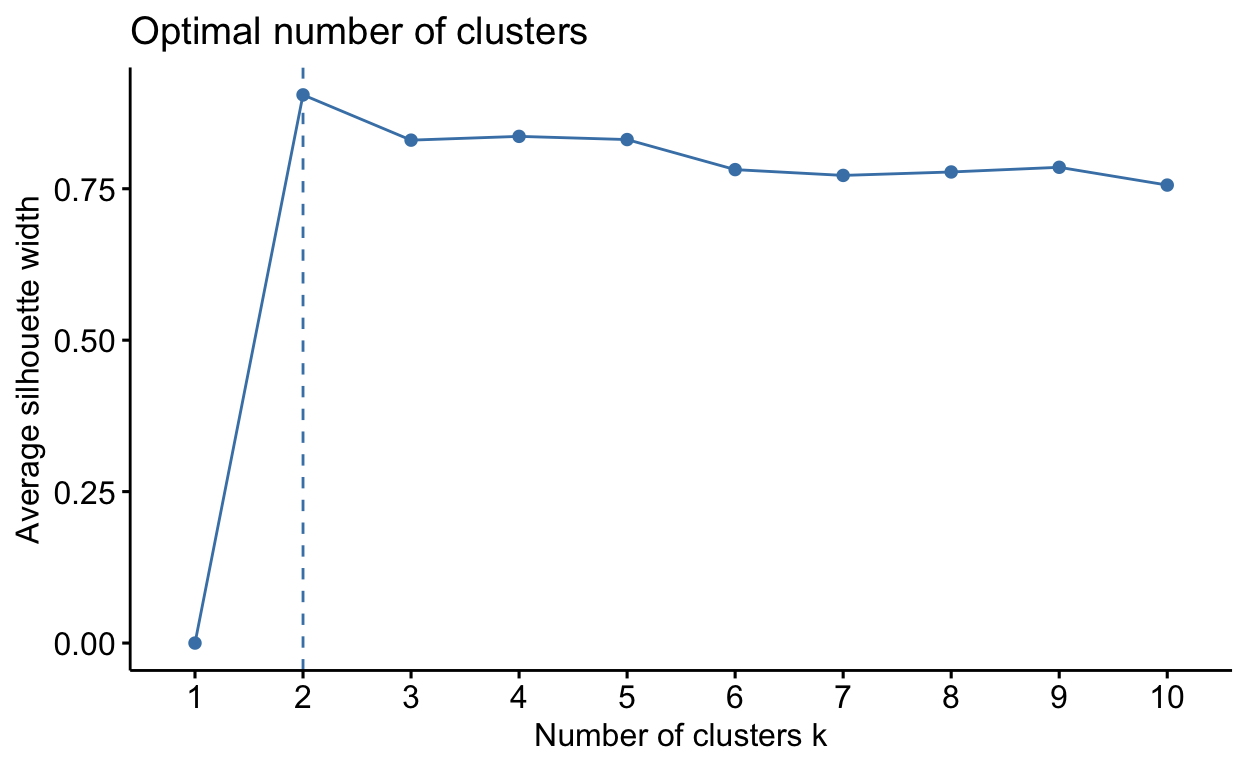 Optimal number of clusters
Average silhouette width
0.75
0.50
0.25
0.00
1 2 3 4 5 6 7 8 9 10
Number of clusters k